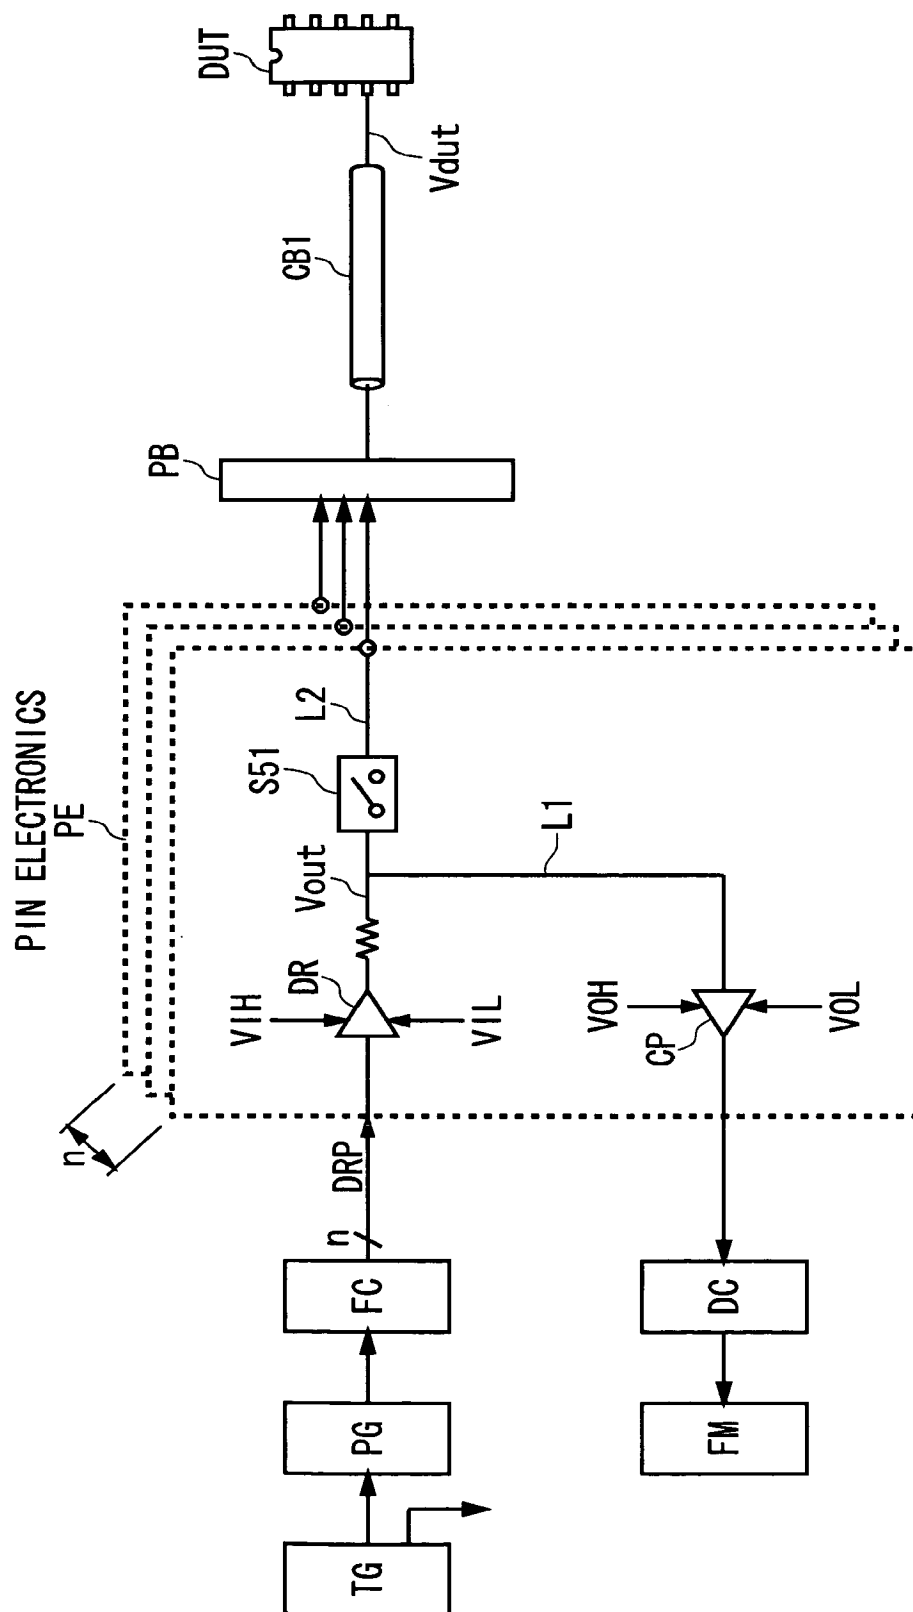 PIN ELECTRONICS
PE
n
TG
PG
FC
n
DRP
VIH
DR
VIL
Vout
S51
L2
L1
PB
CB1
Vdut
DUT
VOH
CP
VOL
DC
FM